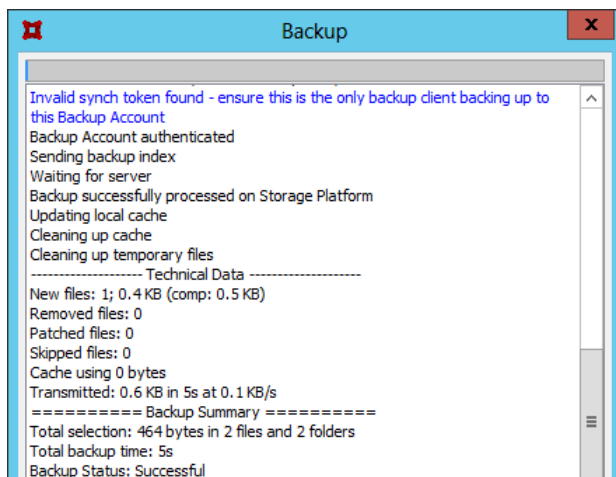 Backup
x
Invalid synch token found - ensure this is the only backup client backing up to
this Backup Account
Backup Account authenticated
Sending backup index
Waiting for server
Backup successfully processed on Storage Platform
Updating local cache
Cleaning up cache
Cleaning up temporary files
-------------------- Technical Data --------------------
New files: 1; 0.4 KB (comp: 0.5 KB)
Removed files: 0
Patched files: 0
Skipped files: 0
Cache using 0 bytes
Transmitted: 0.6 KB in 5s at 0.1 KB/s
========== Backup Summary ==========
Total selection: 464 bytes in 2 files and 2 folders
Total backup time: 5s
Backup Status: Successful